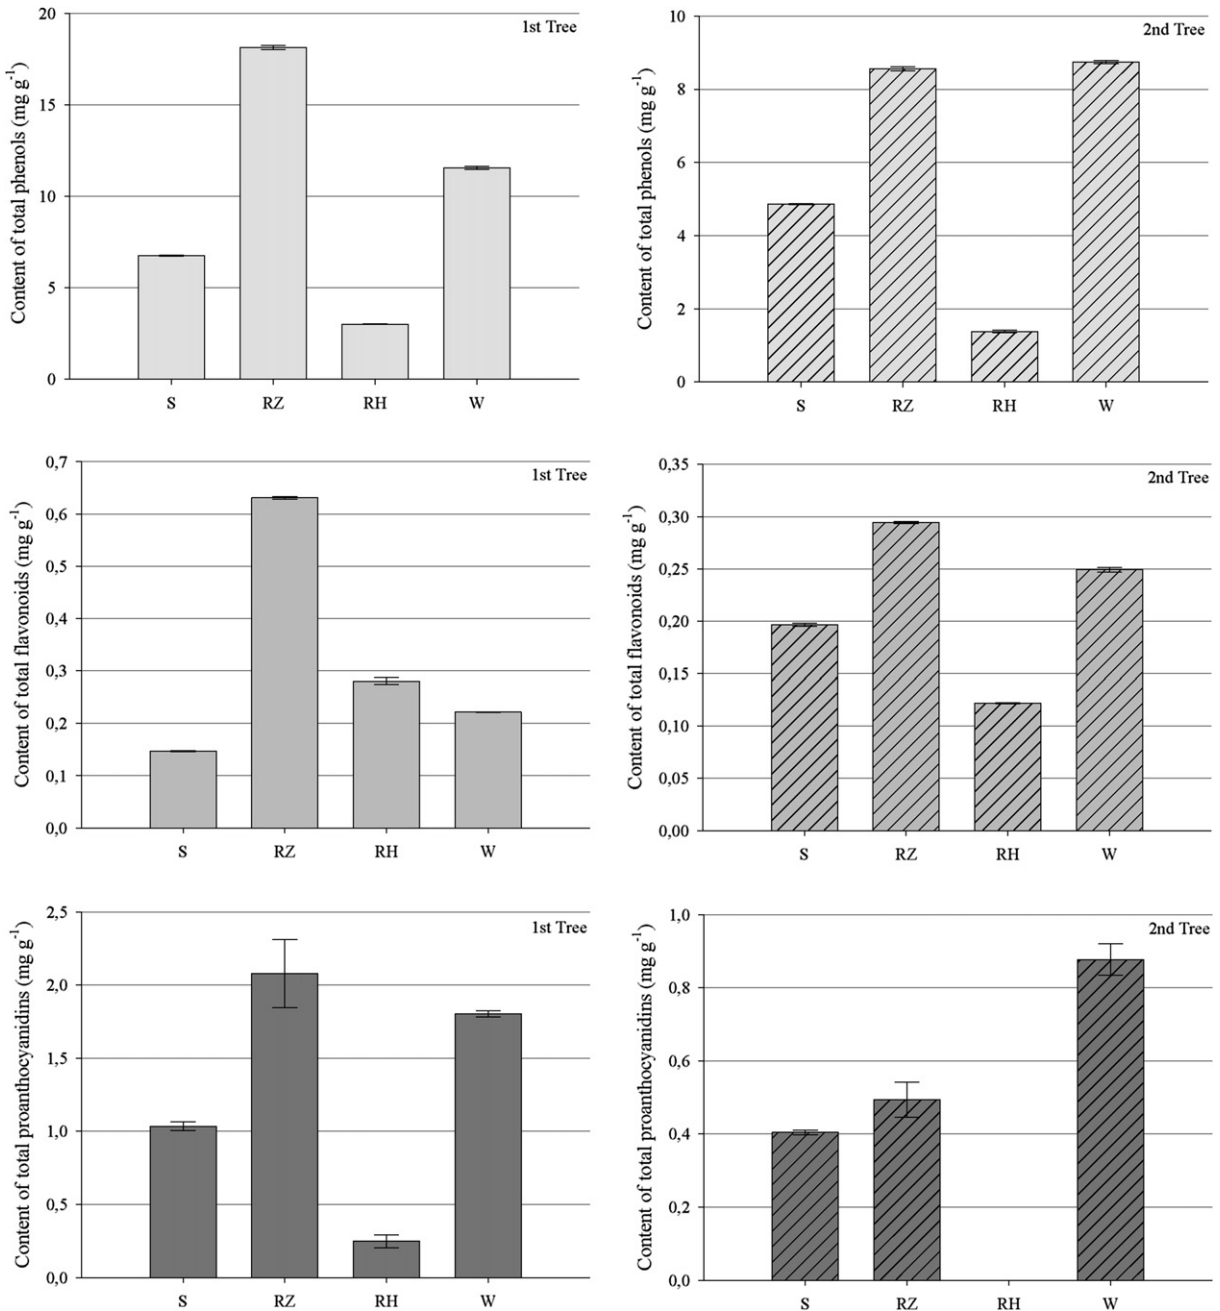 1st Tree
Content of total phenols (mg g⁻¹)
20
15
10
5
0
S RZ RH W
2nd Tree
Content of total phenols (mg g⁻¹)
10
8
6
4
2
0
S RZ RH W
1st Tree
Content of total flavonoids (mg g⁻¹)
0,7
0,6
0,5
0,4
0,3
0,2
0,1
0,0
S RZ RH W
2nd Tree
Content of total flavonoids (mg g⁻¹)
0,35
0,30
0,25
0,20
0,15
0,10
0,05
0,00
S RZ RH W
1st Tree
Content of total proanthocyanidins (mg g⁻¹)
2,5
2,0
1,5
1,0
0,5
0,0
S RZ RH W
2nd Tree
Content of total proanthocyanidins (mg g⁻¹)
1,0
0,8
0,6
0,4
0,2
0,0
S RZ RH W